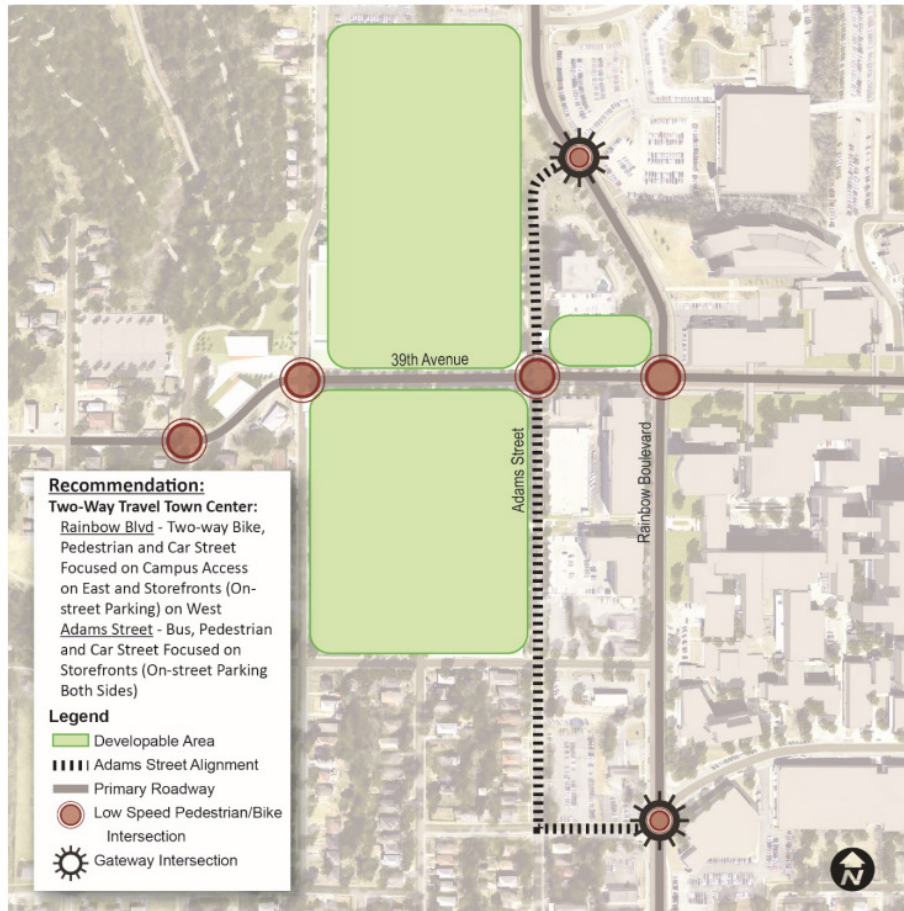 39th Avenue
Adams Street
Rainbow Boulevard
Recommendation:
Two-Way Travel Town Center:
Rainbow Blvd - Two-way Bike,
Pedestrian and Car Street
Focused on Campus Access
on East and Storefronts (On-
street Parking) on West
Adams Street - Bus, Pedestrian
and Car Street Focused on
Storefronts (On-street Parking
Both Sides)
Legend
Developable Area
Adams Street Alignment
Primary Roadway
Low Speed Pedestrian/Bike
Intersection
Gateway Intersection
N